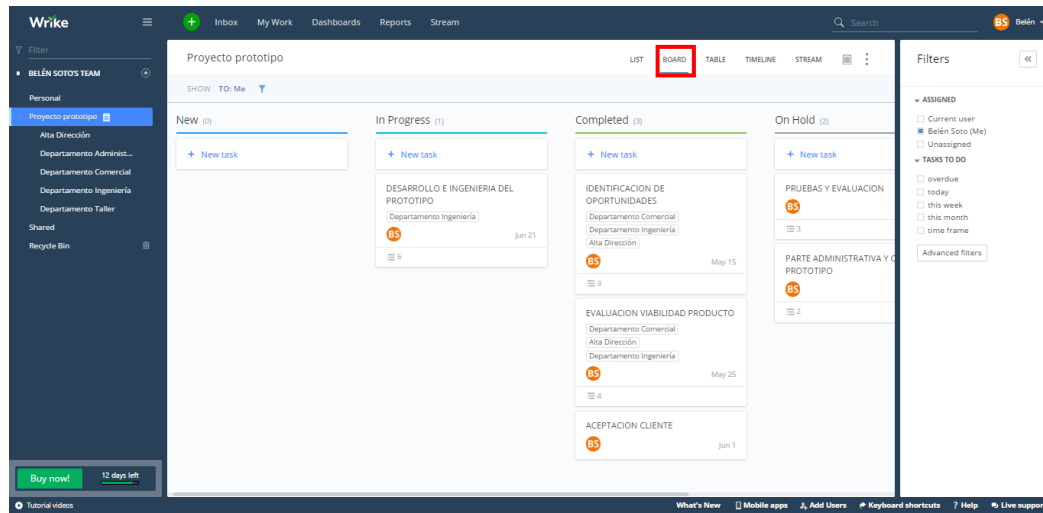 Wrike
Inbox My Work Dashboards Reports Stream
Search
BS Belén
Filter
BELÉN SOTO'S TEAM
Personal
Proyecto prototipo
Alta Dirección
Departamento Administ...
Departamento Comercial
Departamento Ingeniería
Departamento Taller
Shared
Recycle Bin
Buy now! 12 days left
Tutorial videos
Proyecto prototipo
LIST BOARD TABLE TIMELINE STREAM
SHOW TO: Me
New (0)
+ New task
In Progress (1)
+ New task
DESARROLLO E INGENIERIA DEL
PROTOTIPO
Departamento Ingeniería
BS Jun 21
6
Completed (3)
+ New task
IDENTIFICACION DE
OPORTUNIDADES
Departamento Comercial
Departamento Ingeniería
Alta Dirección
BS May 15
3
EVALUACION VIABILIDAD PRODUCTO
Departamento Comercial
Alta Dirección
Departamento Ingeniería
BS May 25
4
ACEPTACION CLIENTE
BS Jun 1
On Hold (2)
+ New task
PRUEBAS Y EVALUACION
BS
3
PARTE ADMINISTRATIVA Y
PROTOTIPO
BS
2
Filters
ASSIGNED
Current user
Belén Soto (Me)
Unassigned
TASKS TO DO
overdue
today
this week
this month
time frame
Advanced filters
What's New Mobile apps Add Users Keyboard shortcuts ? Help Live support